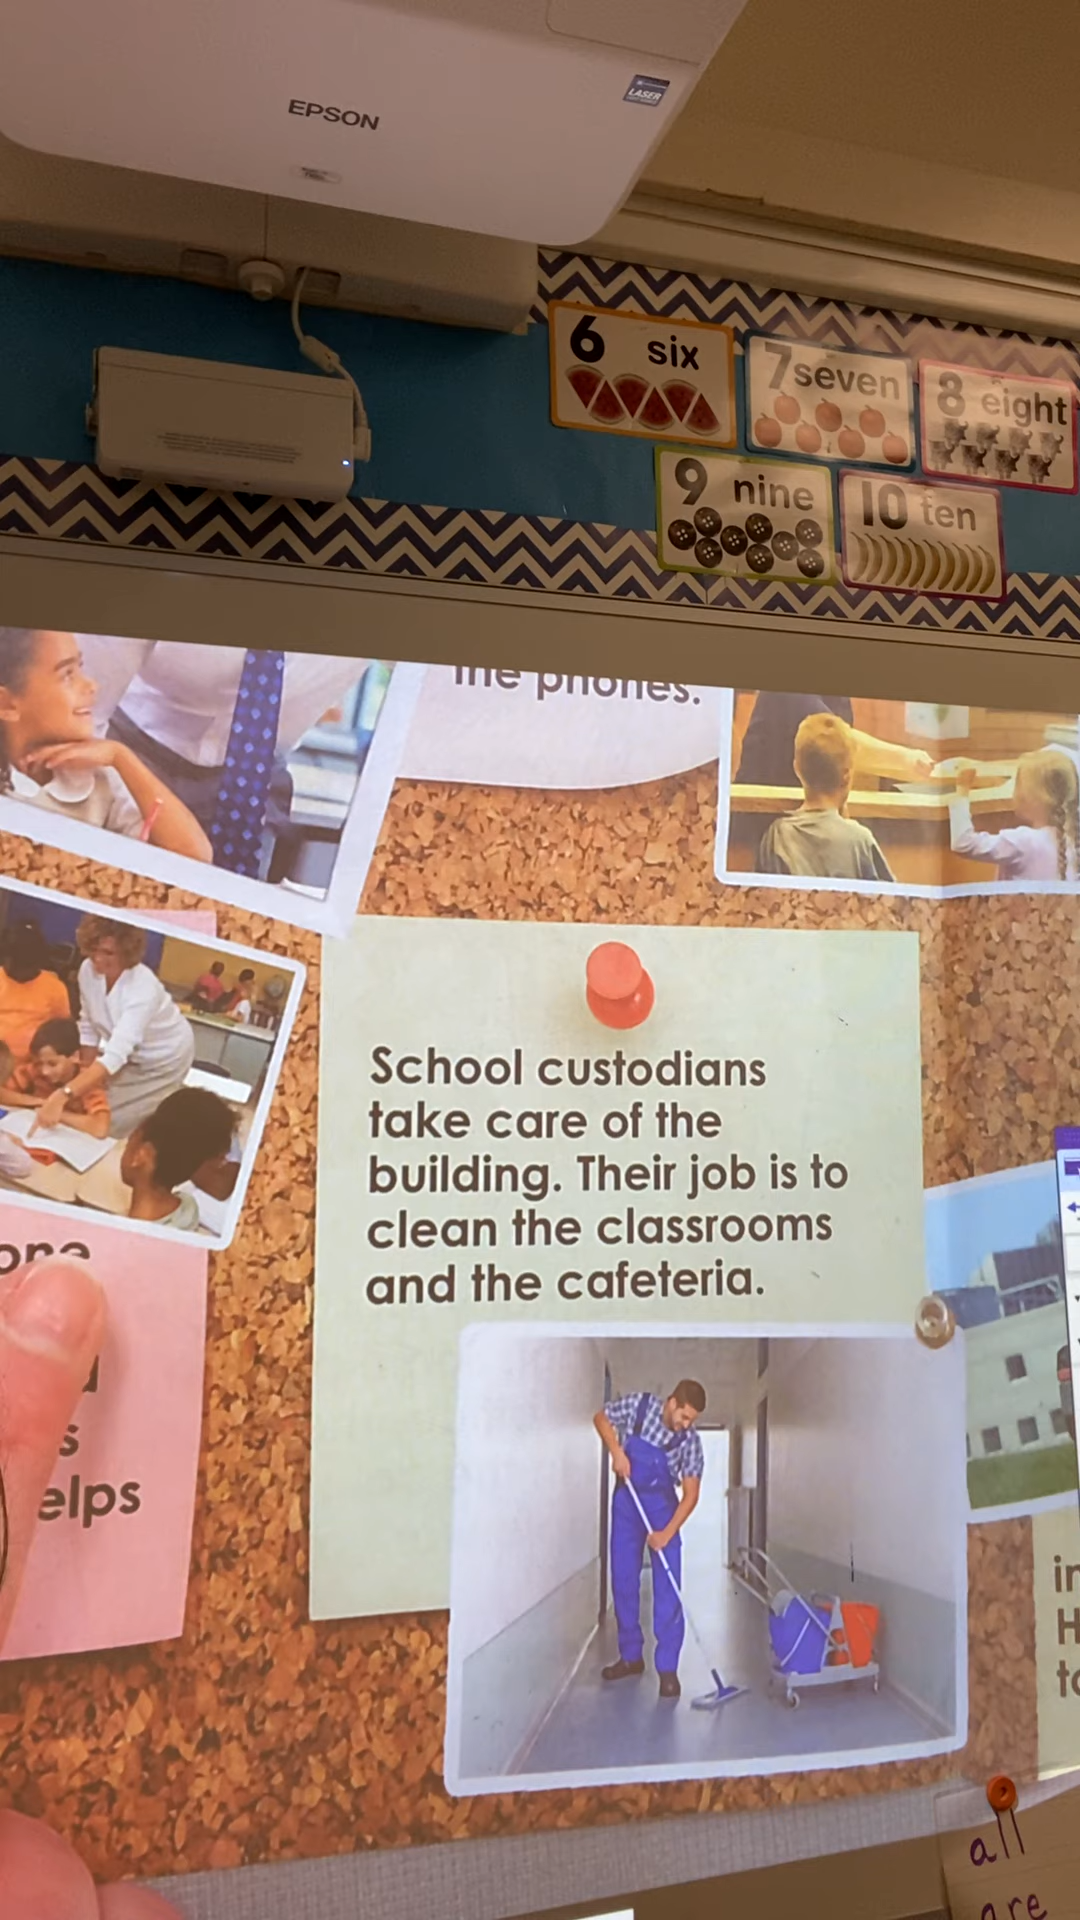 EPSON
LASER
6 six
7 seven
8 eight
9 nine
10 ten
the phones.
School custodians
take care of the
building. Their job is to
clean the classrooms
and the cafeteria.
all
are